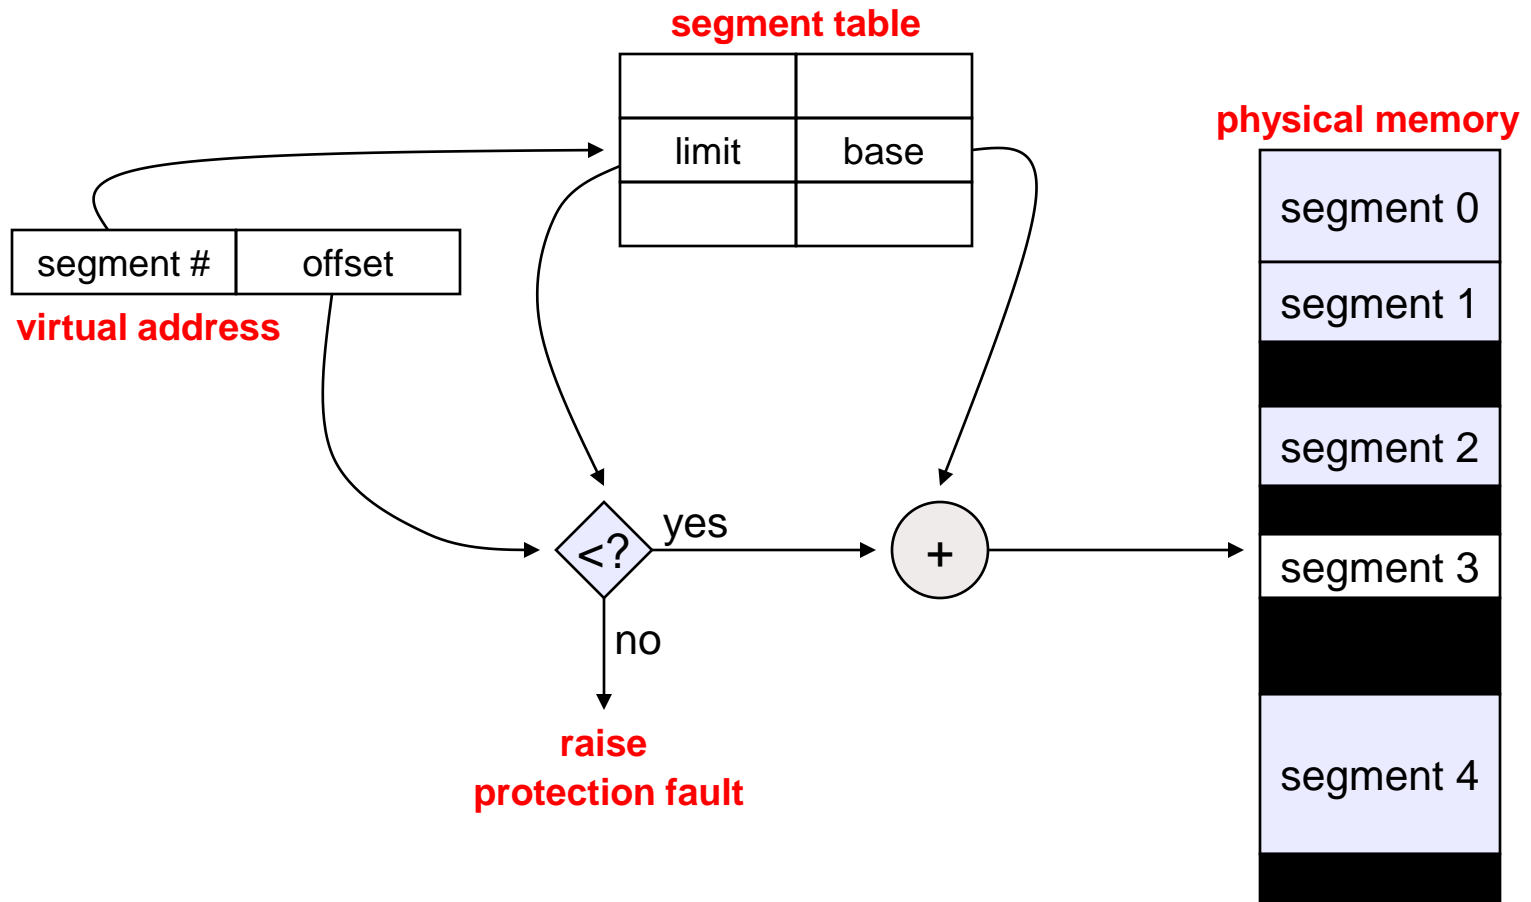 segment table
limit
base
physical memory
segment #
offset
virtual address
segment 0
segment 1
segment 2
segment 3
segment 4
<?
yes
+
no
raise
protection fault